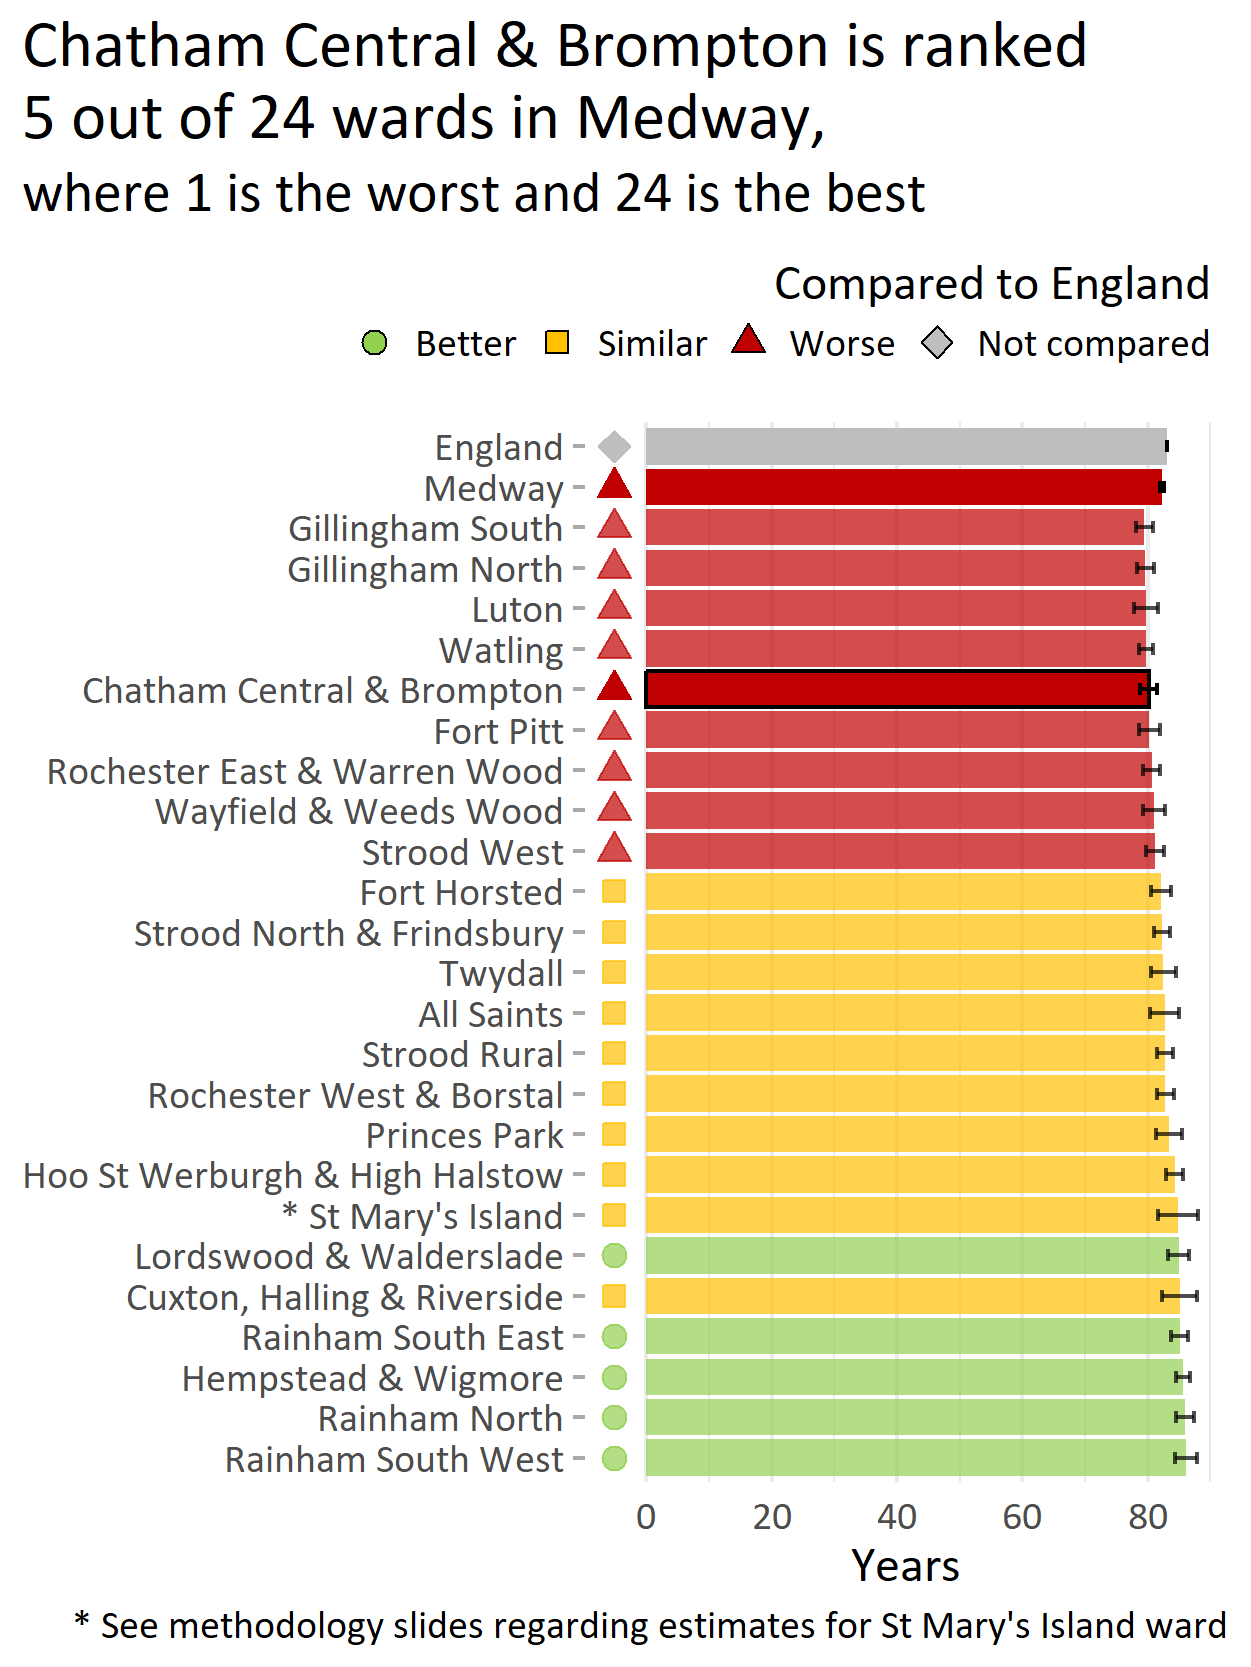 Chatham Central & Brompton is ranked
5 out of 24 wards in Medway,
where 1 is the worst and 24 is the best
Compared to England
Better Similar Worse Not compared
England
Medway
Gillingham South
Gillingham North
Luton
Watling
Chatham Central & Brompton
Fort Pitt
Rochester East & Warren Wood
Wayfield & Weeds Wood
Strood West
Fort Horsted
Strood North & Frindsbury
Twydall
All Saints
Strood Rural
Rochester West & Borstal
Princes Park
Hoo St Werburgh & High Halstow
* St Mary's Island
Lordswood & Walderslade
Cuxton, Halling & Riverside
Rainham South East
Hempstead & Wigmore
Rainham North
Rainham South West
0 20 40 60 80
Years
* See methodology slides regarding estimates for St Mary's Island ward